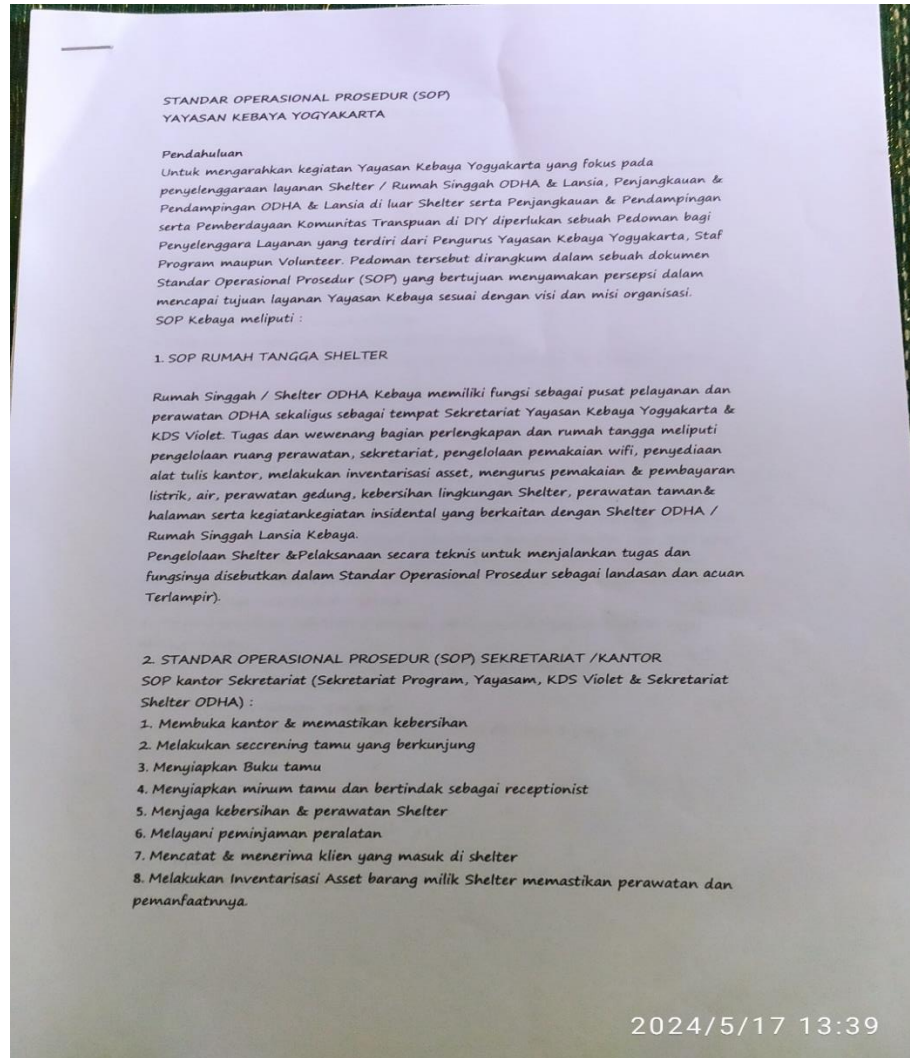 STANDAR OPERASIONAL PROSEDUR (SOP)
YAYASAN KEBAYA YOGYAKARTA
Pendahuluan
Untuk mengarahkan kegiatan Yayasan Kebaya Yogyakarta yang fokus pada
penyelenggaraan layanan Shelter / Rumah Singgah ODHA & Lansia, Penjangkauan &
Pendampingan ODHA & Lansia di luar Shelter serta Penjangkauan & Pendampingan
serta Pemberdayaan Komunitas Transpuan di DIY diperlukan sebuah Pedoman bagi
Penyelenggara Layanan yang terdiri dari Pengurus Yayasan Kebaya Yogyakarta, Staf
Program maupun Volunteer. Pedoman tersebut dirangkum dalam sebuah dokumen
Standar Operasional Prosedur (SOP) yang bertujuan menyamakan persepsi dalam
mencapai tujuan layanan Yayasan Kebaya sesuai dengan visi dan misi organisasi.
SOP Kebaya meliputi :
1. SOP RUMAH TANGGA SHELTER
Rumah Singgah / Shelter ODHA Kebaya memiliki fungsi sebagai pusat pelayanan dan
perawatan ODHA sekaligus sebagai tempat Sekretariat Yayasan Kebaya Yogyakarta &
KDS Violet. Tugas dan wewenang bagian perlengkapan dan rumah tangga meliputi
pengelolaan ruang perawatan, sekretariat, pengelolaan pemakaian wifi, penyediaan
alat tulis kantor, melakukan inventarisasi asset, mengurus pemakaian & pembayaran
listrik, air, perawatan gedung, kebersihan lingkungan Shelter, perawatan taman&
halaman serta kegiatankegiatan insidental yang berkaitan dengan Shelter ODHA /
Rumah Singgah Lansia Kebaya.
Pengelolaan Shelter &Pelaksanaan secara teknis untuk menjalankan tugas dan
fungsinya disebutkan dalam Standar Operasional Prosedur sebagai landasan dan acuan
Terlampir).
2. STANDAR OPERASIONAL PROSEDUR (SOP) SEKRETARIAT /KANTOR
SOP kantor Sekretariat (Sekretariat Program, Yayasam, KDS Violet & Sekretariat
Shelter ODHA) :
1. Membuka kantor & memastikan kebersihan
2. Melakukan seccrening tamu yang berkunjung
3. Menyiapkan Buku tamu
4. Menyiapkan minum tamu dan bertindak sebagai receptionist
5. Menjaga kebersihan & perawatan Shelter
6. Melayani peminjaman peralatan
7. Mencatat & menerima klien yang masuk di shelter
8. Melakukan Inventarisasi Asset barang milik Shelter memastikan perawatan dan
pemanfaatnnya.
2024/5/17 13:39